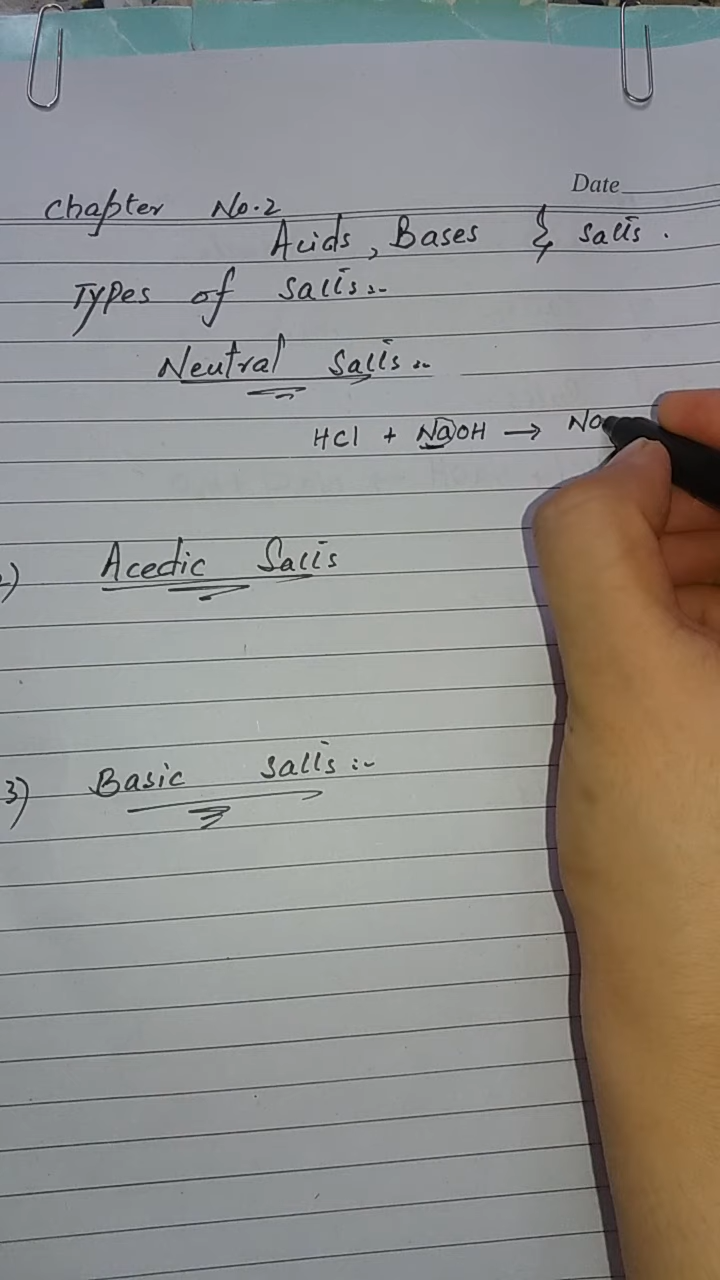 Date
Chapter No.2
Acids, Bases & Salts.
Types of Salts:-
Neutral Salts:-
HCl + NaOH → Na
2) Acedic Salts
3) Basic Salts:-